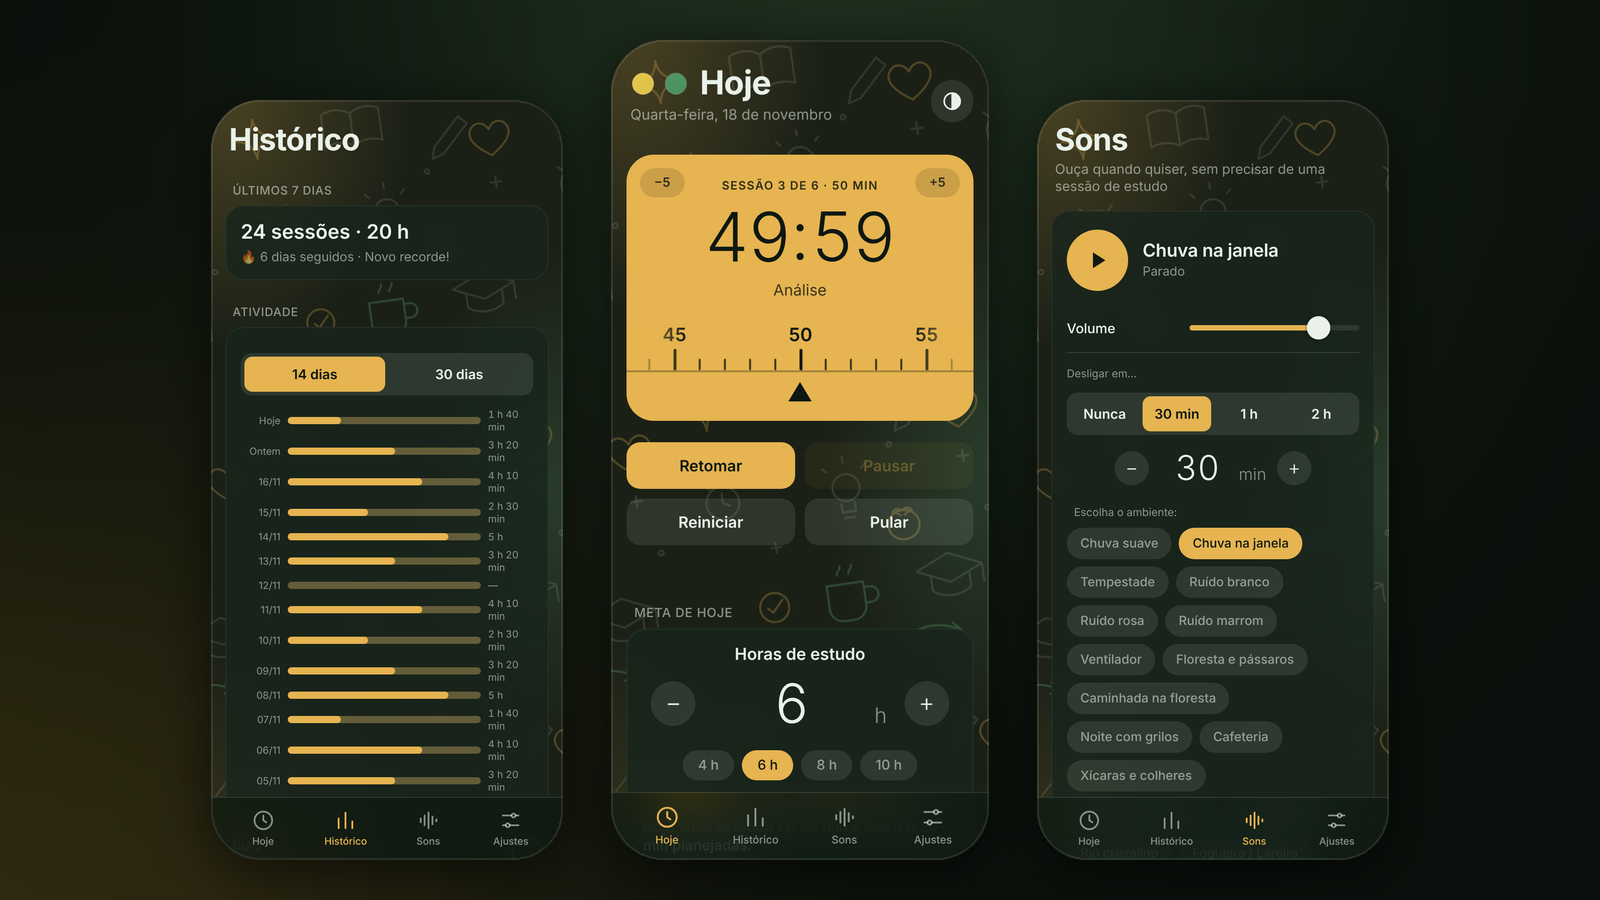 Histórico
ÚLTIMOS 7 DIAS
24 sessões · 20 h
🔥 6 dias seguidos · Novo recorde!
ATIVIDADE
14 dias
30 dias
Hoje
1 h 40
min
Ontem
3 h 20
min
16/11
4 h 10
min
15/11
2 h 30
min
14/11
5 h
13/11
3 h 20
min
12/11
—
11/11
4 h 10
min
10/11
2 h 30
min
09/11
3 h 20
min
08/11
5 h
07/11
1 h 40
min
06/11
4 h 10
min
05/11
3 h 20
min
Hoje
Histórico
Sons
Ajustes
Hoje
Quarta-feira, 18 de novembro
−5
SESSÃO 3 DE 6 · 50 MIN
+5
49:59
Análise
45
50
55
Retomar
Pausar
Reiniciar
Pular
META DE HOJE
Horas de estudo
−
6
h
+
4 h
6 h
8 h
10 h
min planejadas.
Hoje
Histórico
Sons
Ajustes
Sons
Ouça quando quiser, sem precisar de uma
sessão de estudo
Chuva na janela
Parado
Volume
Desligar em...
Nunca
30 min
1 h
2 h
−
30
min
+
Escolha o ambiente:
Chuva suave
Chuva na janela
Tempestade
Ruído branco
Ruído rosa
Ruído marrom
Ventilador
Floresta e pássaros
Caminhada na floresta
Noite com grilos
Cafeteria
Xícaras e colheres
Rio cristalino
Fogueira / Lareira
Hoje
Histórico
Sons
Ajustes